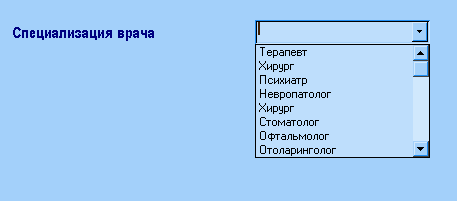 Специализация врача
Терапевт
Хирург
Психиатр
Невропатолог
Хирург
Стоматолог
Офтальмолог
Отоларинголог